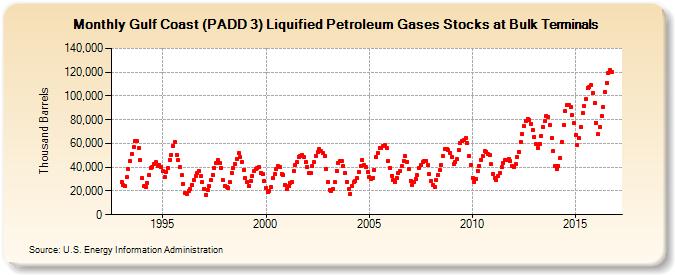 Monthly Gulf Coast (PADD 3) Liquified Petroleum Gases Stocks at Bulk Terminals
Thousand Barrels
140,000
120,000
100,000
80,000
60,000
40,000
20,000
0
1995 2000 2005 2010 2015
Source: U.S. Energy Information Administration